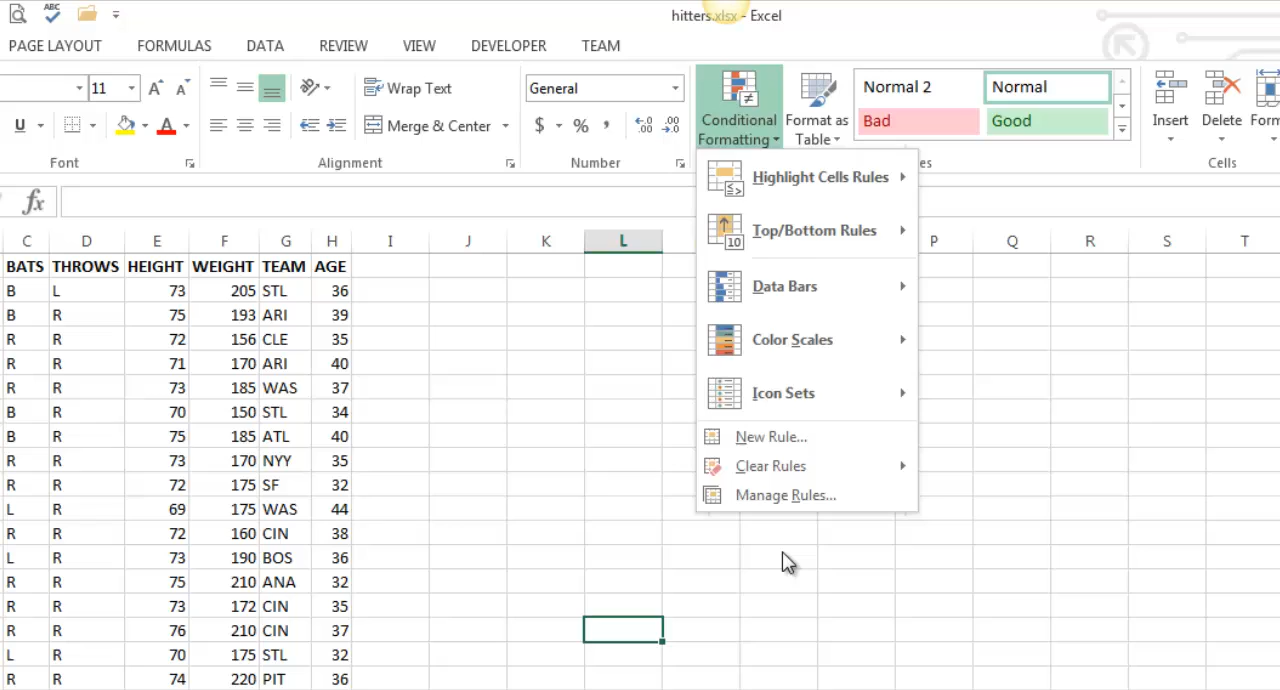 ABC
hitters.xlsx - Excel
PAGE LAYOUT FORMULAS DATA REVIEW VIEW DEVELOPER TEAM
11 A A Wrap Text General Conditional Formatting Format as Table Normal 2 Normal Insert Delete Form
U A Merge & Center $ % , .00 .0 Bad Good
Font Alignment Number es Cells
fx
Highlight Cells Rules
Top/Bottom Rules
Data Bars
Color Scales
Icon Sets
New Rule...
Clear Rules
Manage Rules...
C D E F G H I J K L P Q R S T
BATS THROWS HEIGHT WEIGHT TEAM AGE
B L 73 205 STL 36
B R 75 193 ARI 39
R R 72 156 CLE 35
R R 71 170 ARI 40
R R 73 185 WAS 37
B R 70 150 STL 34
B R 75 185 ATL 40
R R 73 170 NYY 35
R R 72 175 SF 32
L R 69 175 WAS 44
R R 72 160 CIN 38
L R 73 190 BOS 36
R R 75 210 ANA 32
R R 73 172 CIN 35
R R 76 210 CIN 37
L R 70 175 STL 32
R R 74 220 PIT 36